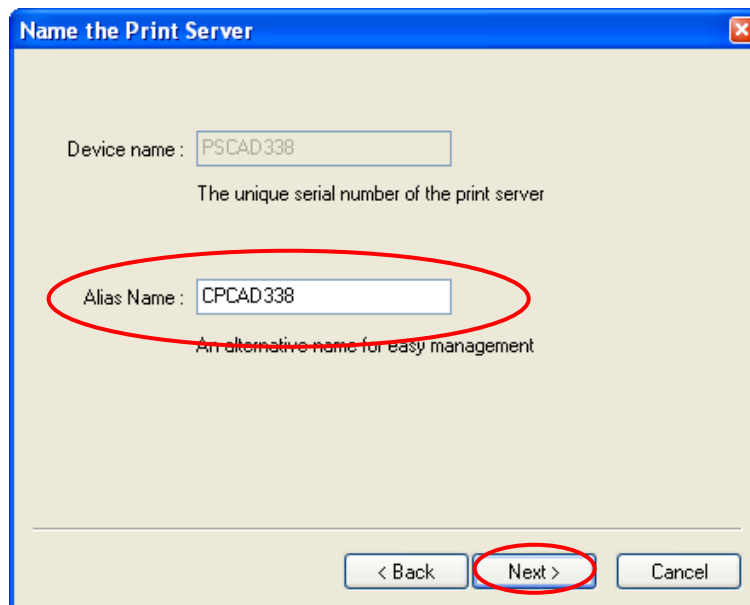 Name the Print Server
Device name : PSCAD338
The unique serial number of the print server
Alias Name : CPCAD338
An alternative name for easy management
< Back Next > Cancel